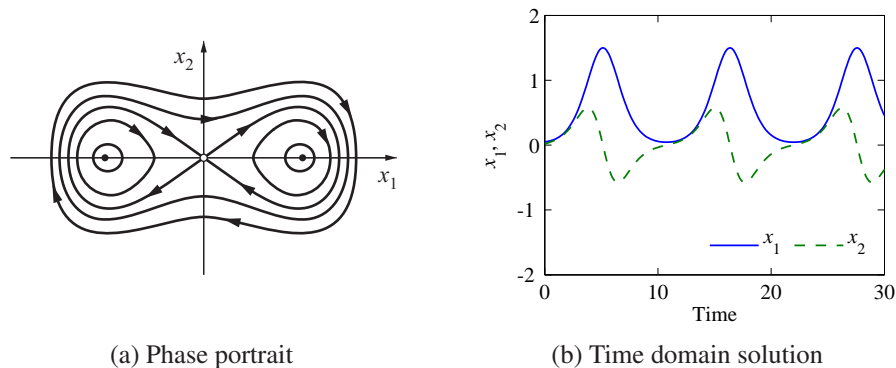 x₂
x₁
(a) Phase portrait
2
1
0
-1
-2
x₁, x₂
x₁
x₂
0
10
20
30
Time
(b) Time domain solution